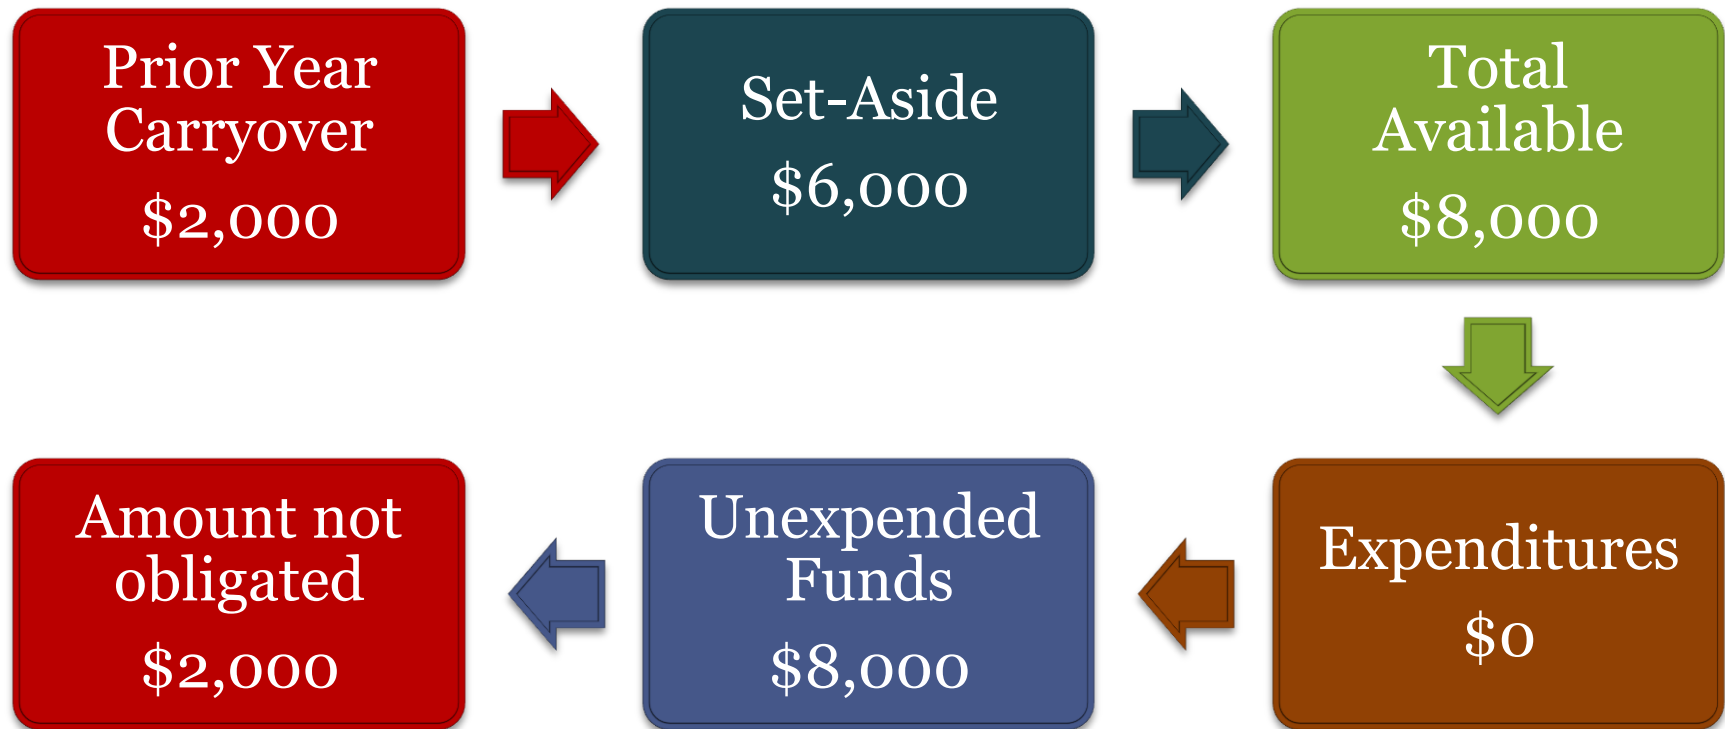 Prior Year
Carryover
$2,000
Set-Aside
$6,000
Total
Available
$8,000
Expenditures
$0
Unexpended
Funds
$8,000
Amount not
obligated
$2,000